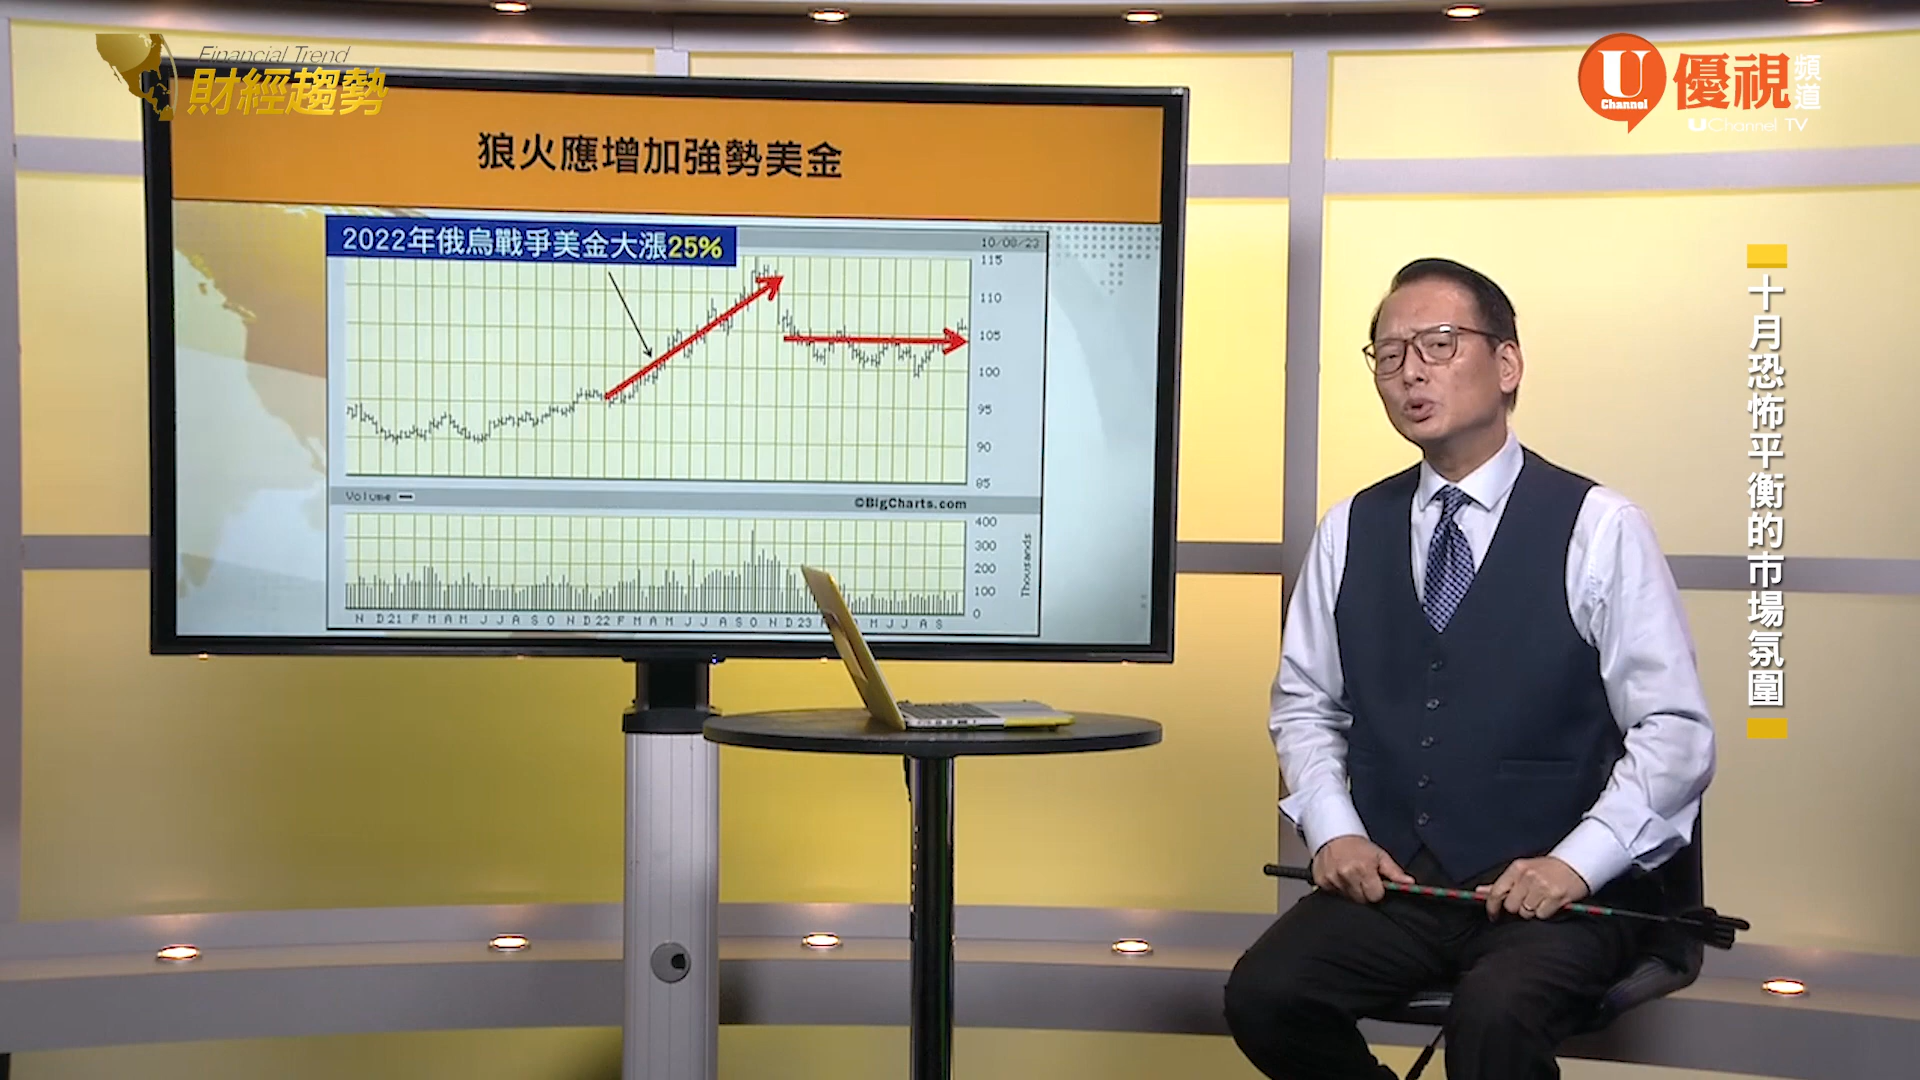 Financial Trend
財經趨勢
U
Channel
優視
頻道
UChannel TV
狼火應增加強勢美金
2022年俄烏戰爭美金大漲25%
10/08/23
115
110
105
100
95
90
85
Volume
©BigCharts.com
400
300
200
100
0
Thousands
N D 21 F M A M J J A S O N D 22 F M A M J J A S O N D 23 M J J A S
十月恐怖平衡的市場氛圍